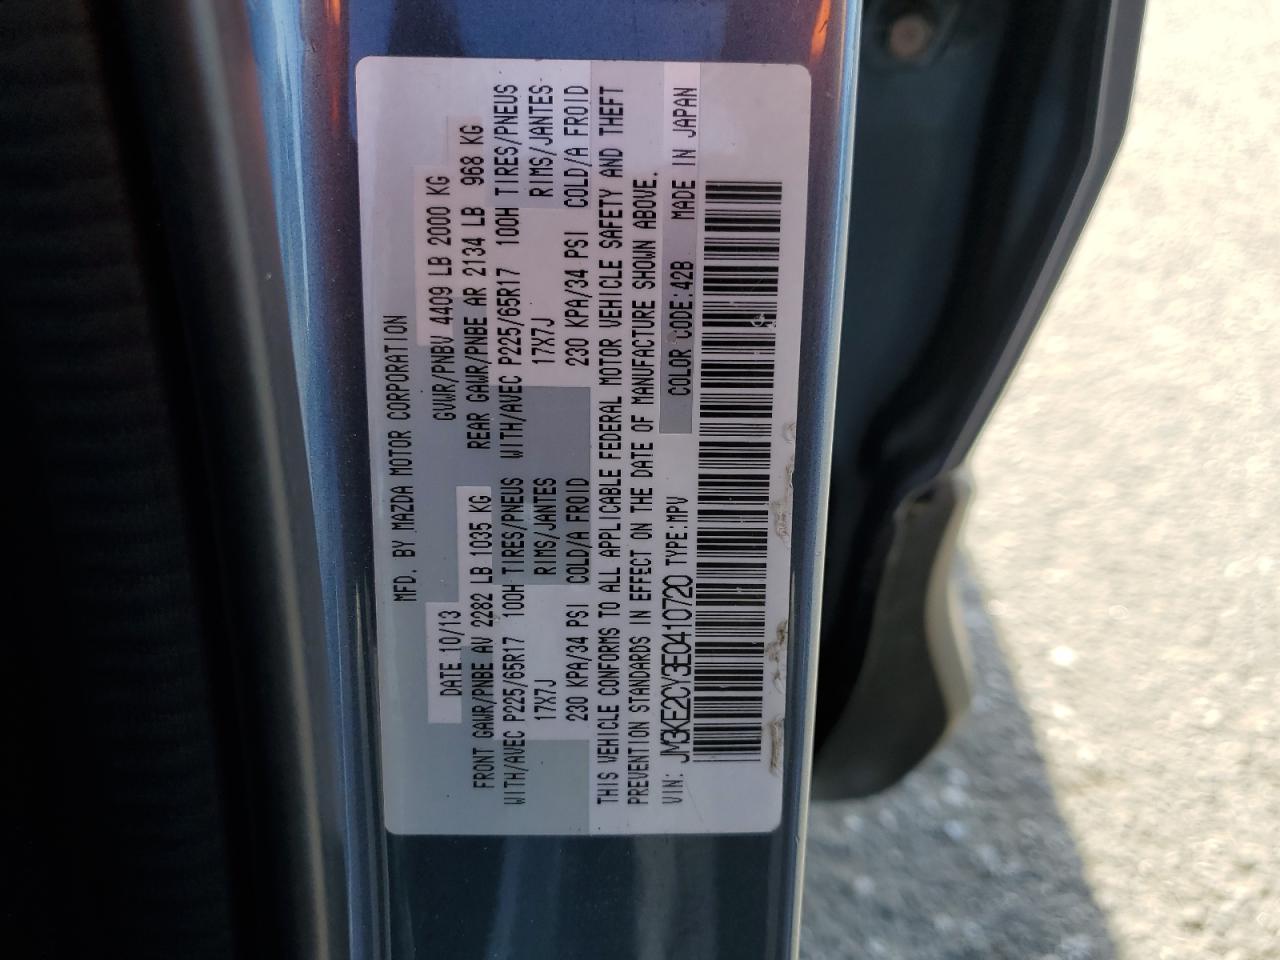 MFD. BY MAZDA MOTOR CORPORATION
DATE 10/13 GVWR/PNBV 4409 LB 2000 KG
FRONT GAWR/PNBE AV 2282 LB 1035 KG REAR GAWR/PNBE AR 2134 LB 968 KG
WITH/AVEC P225/65R17 100H TIRES/PNEUS WITH/AVEC P225/65R17 100H TIRES/PNEUS
17X7J RIMS/JANTES 17X7J RIMS/JANTES
230 KPA/34 PSI COLD/A FROID 230 KPA/34 PSI COLD/A FROID
THIS VEHICLE CONFORMS TO ALL APPLICABLE FEDERAL MOTOR VEHICLE SAFETY AND THEFT
PREVENTION STANDARDS IN EFFECT ON THE DATE OF MANUFACTURE SHOWN ABOVE.
VIN: JM3KE2CY3E0410720 TYPE:MPV COLOR CODE:42B MADE IN JAPAN